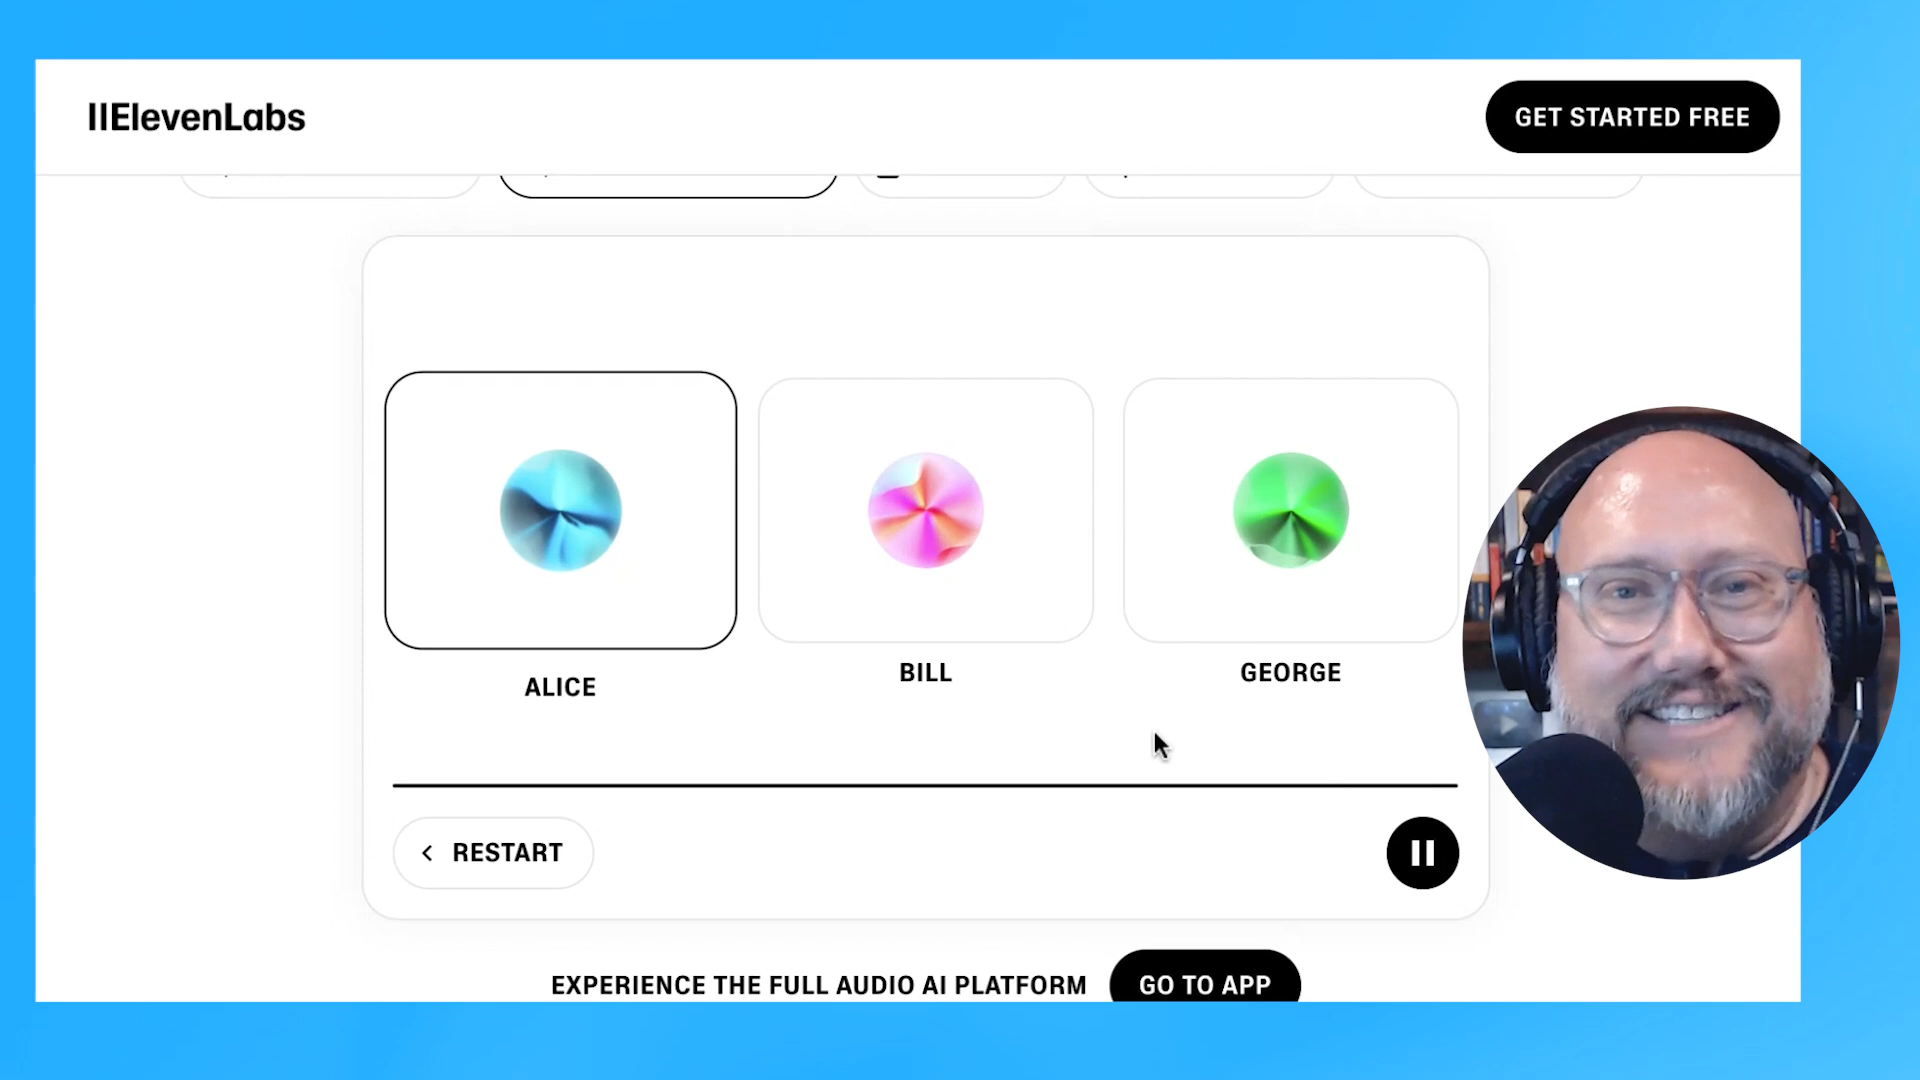 IIElevenLabs
GET STARTED FREE
ALICE
BILL
GEORGE
RESTART
EXPERIENCE THE FULL AUDIO AI PLATFORM
GO TO APP